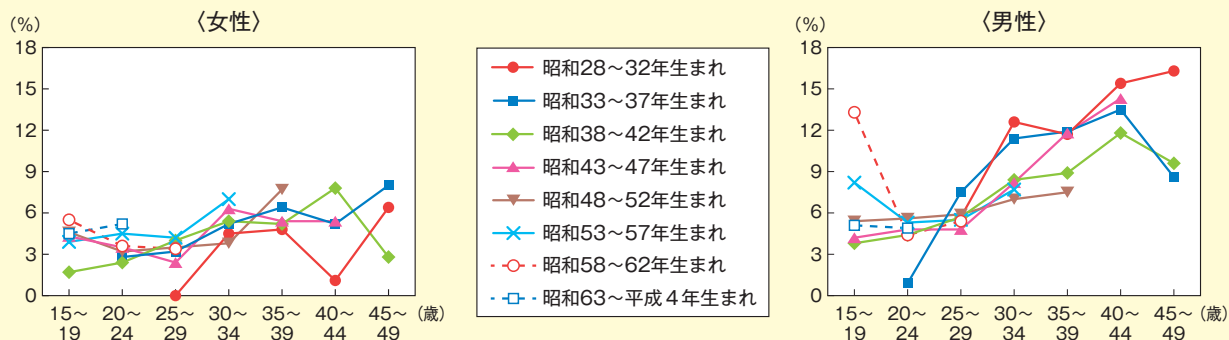 〈女性〉
(%)
18
15
12
9
6
3
0
15〜 20〜 25〜 30〜 35〜 40〜 45〜 (歳)
19 24 29 34 39 44 49
昭和28〜32年生まれ
昭和33〜37年生まれ
昭和38〜42年生まれ
昭和43〜47年生まれ
昭和48〜52年生まれ
昭和53〜57年生まれ
昭和58〜62年生まれ
昭和63〜平成4年生まれ
〈男性〉
(%)
18
15
12
9
6
3
0
15〜 20〜 25〜 30〜 35〜 40〜 45〜 (歳)
19 24 29 34 39 44 49